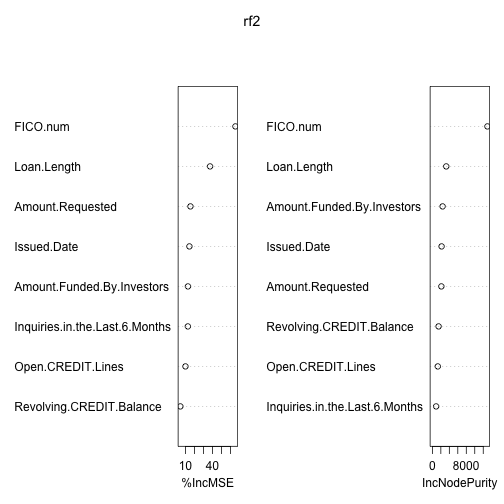 rf2
FICO.num
Loan.Length
Amount.Requested
Issued.Date
Amount.Funded.By.Investors
Inquiries.in.the.Last.6.Months
Open.CREDIT.Lines
Revolving.CREDIT.Balance
10 40
%IncMSE
FICO.num
Loan.Length
Amount.Funded.By.Investors
Issued.Date
Amount.Requested
Revolving.CREDIT.Balance
Open.CREDIT.Lines
Inquiries.in.the.Last.6.Months
0 8000
IncNodePurity